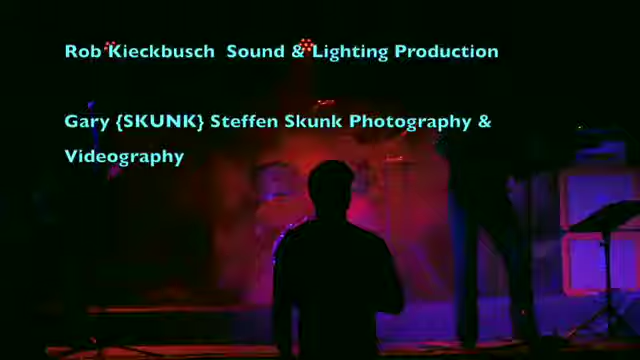 Rob Kieckbusch  Sound & Lighting Production
Gary {SKUNK} Steffen Skunk Photography &
Videography